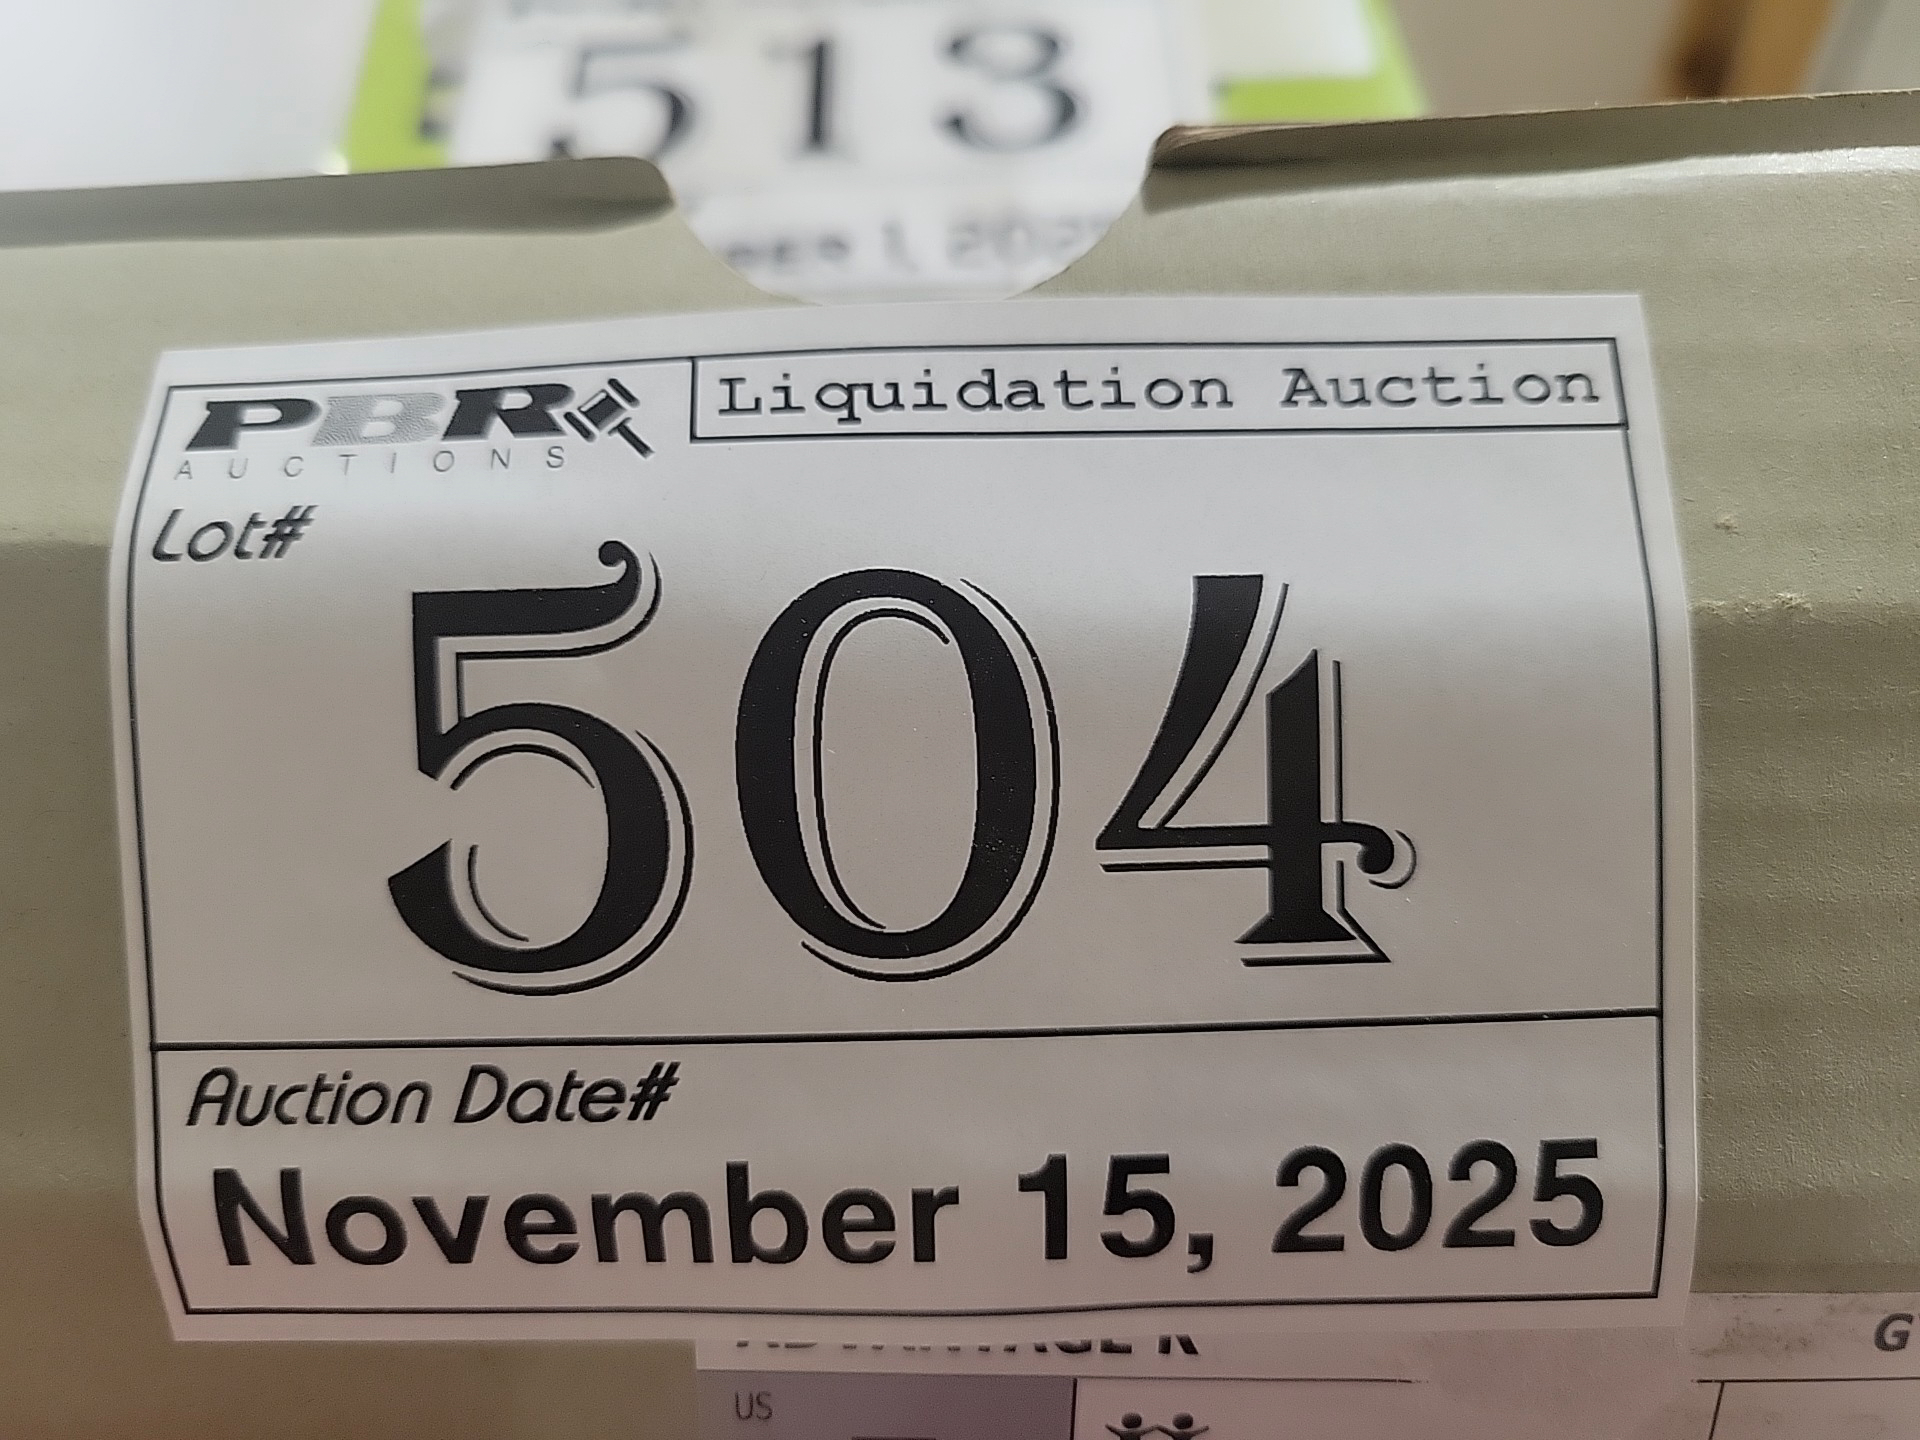 513
PBR
AUCTIONS
Liquidation Auction
Lot#
504
Auction Date#
November 15, 2025
US